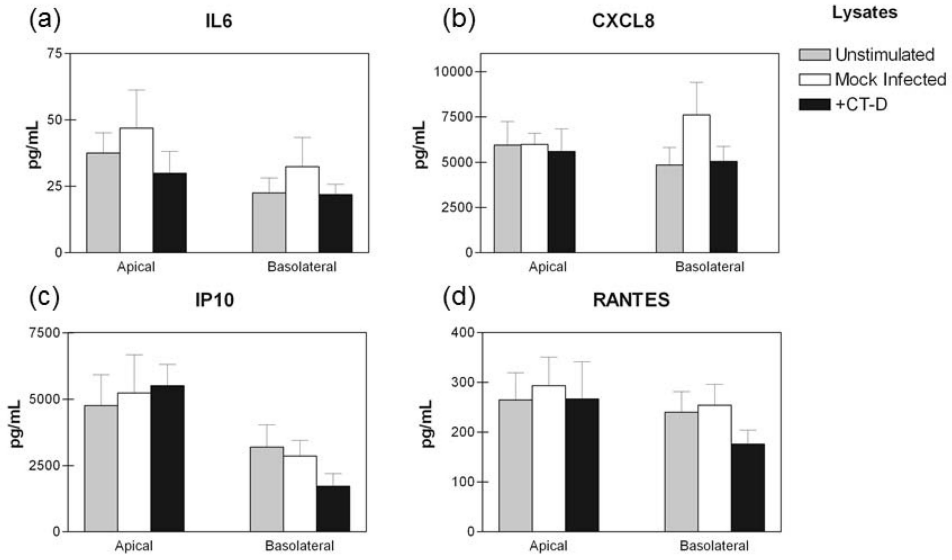 (a)
IL6
75
50
25
0
pg/mL
Apical
Basolateral
(b)
CXCL8
10000
7500
5000
2500
0
pg/mL
Apical
Basolateral
Lysates
Unstimulated
Mock Infected
+CT-D
(c)
IP10
7500
5000
2500
0
pg/mL
Apical
Basolateral
(d)
RANTES
400
300
200
100
0
pg/mL
Apical
Basolateral